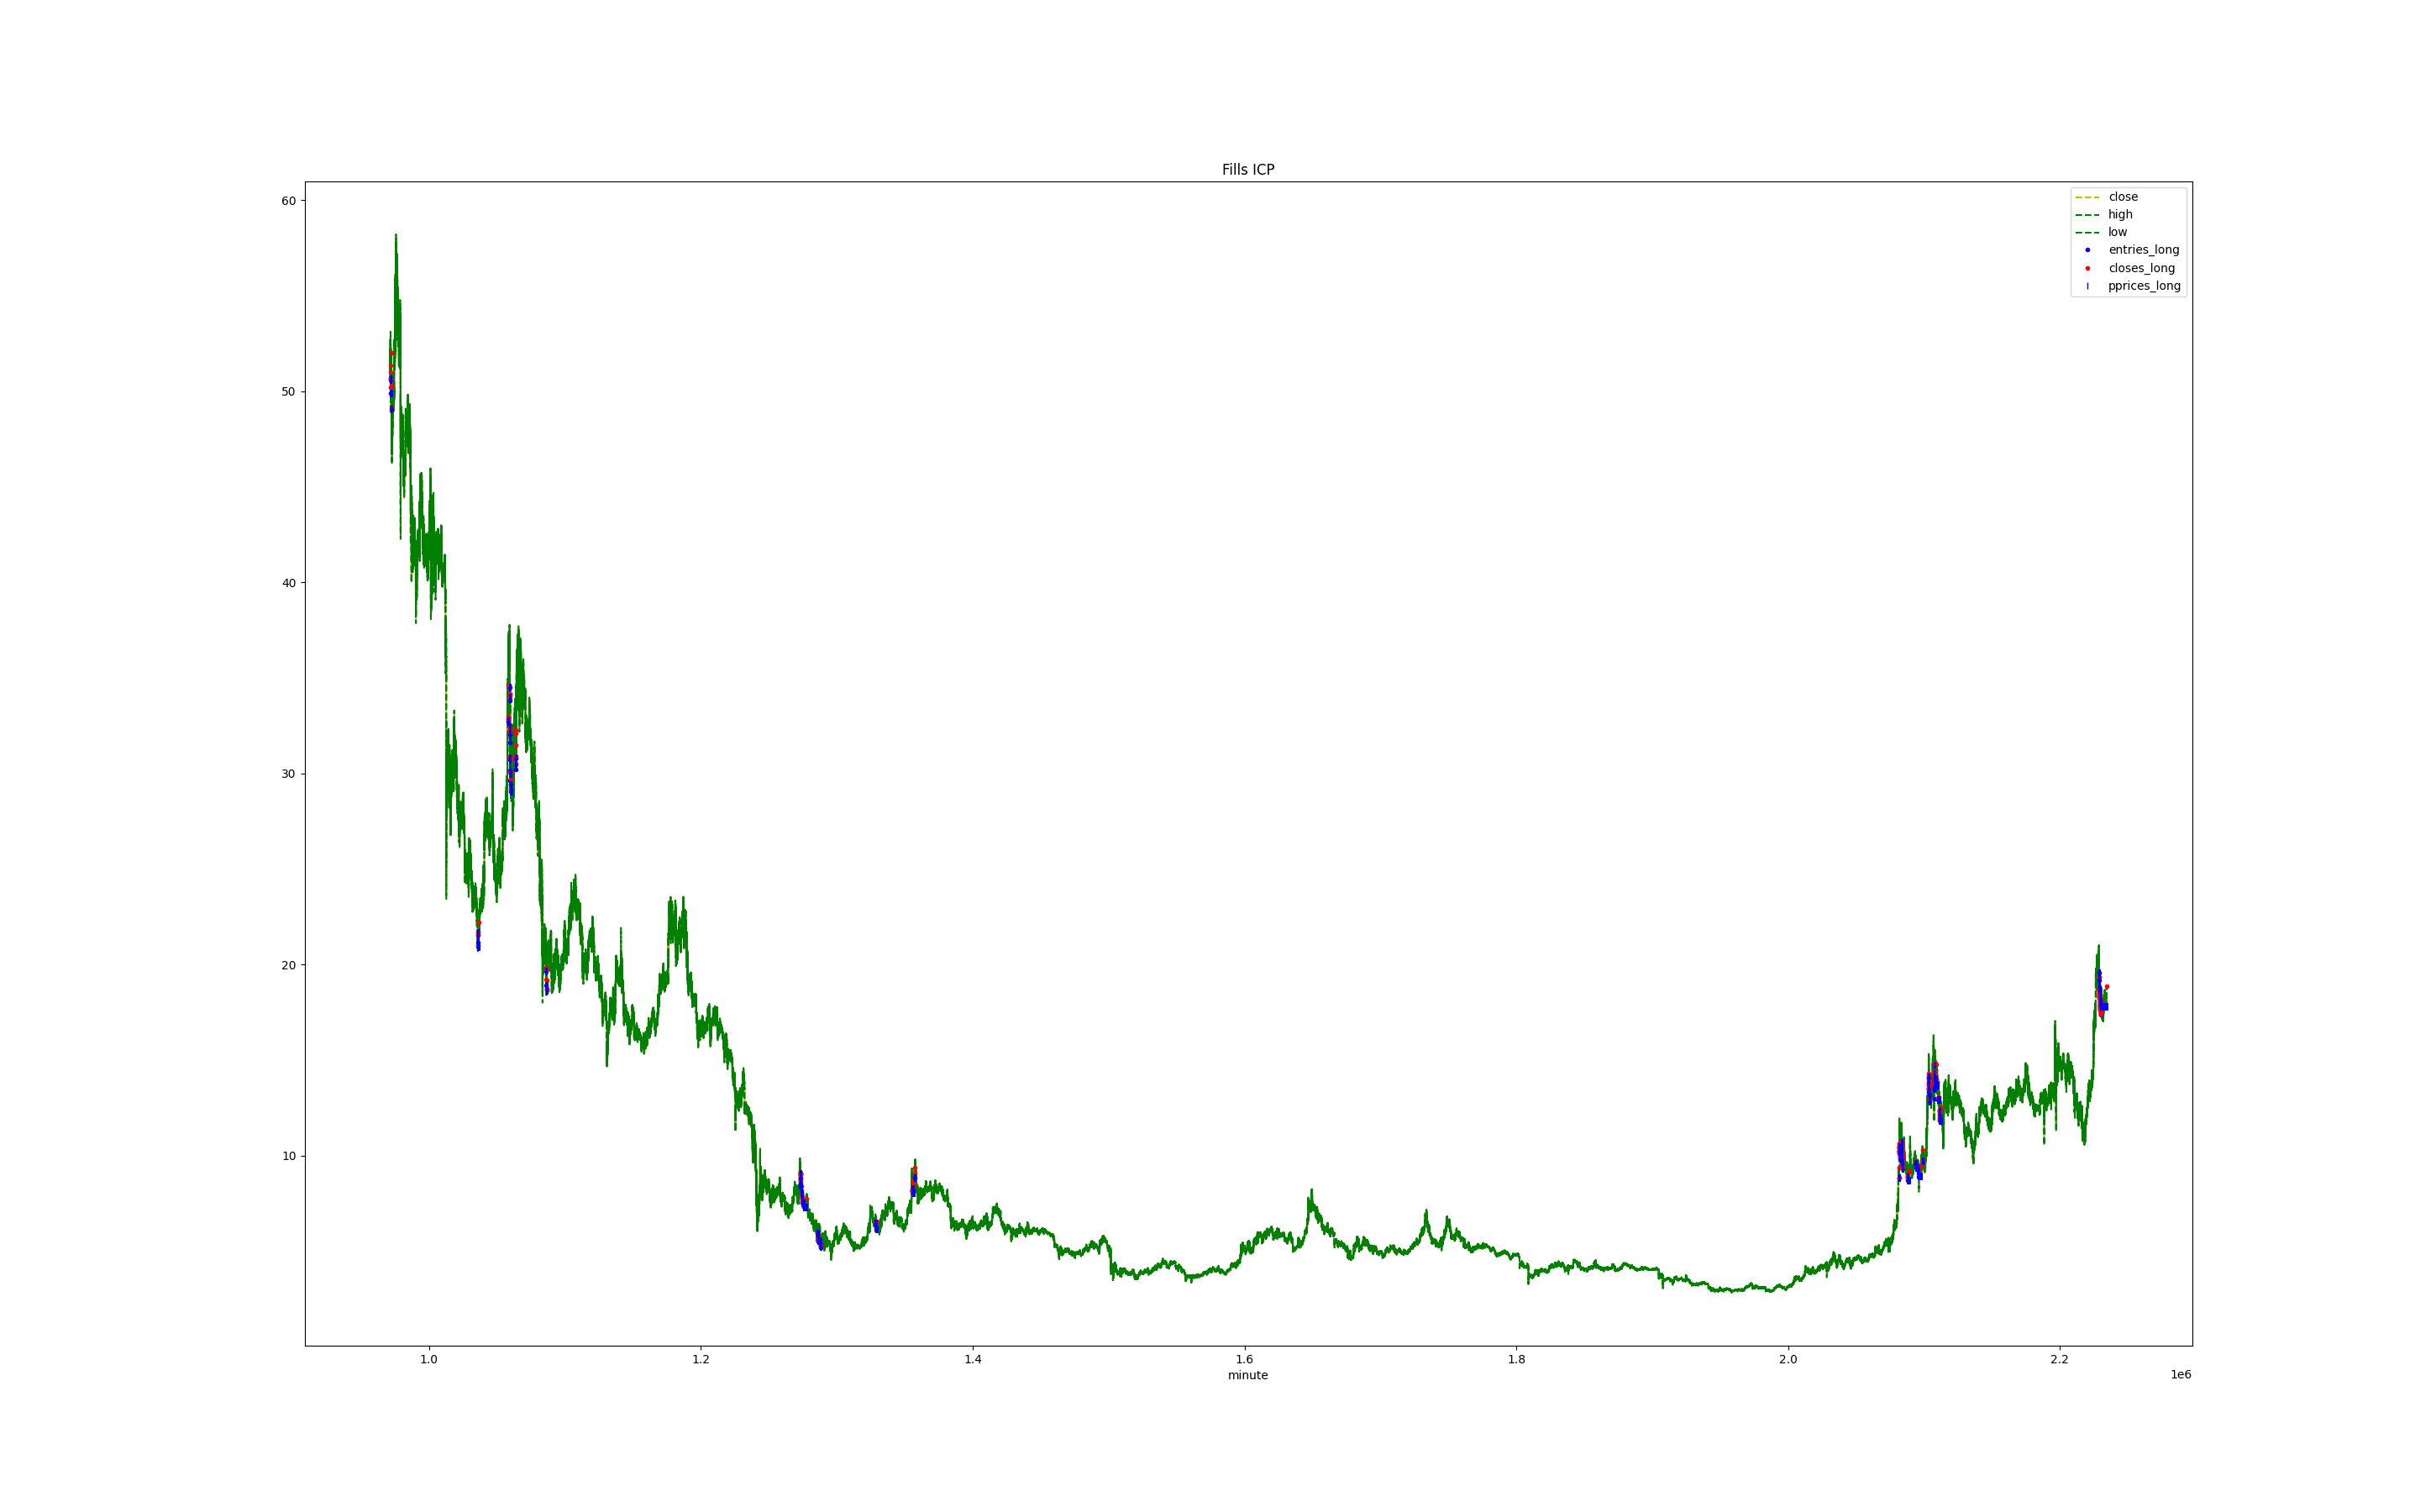 Fills ICP
60
50
40
30
20
10
close
high
low
entries_long
closes_long
pprices_long
1.0 1.2 1.4 1.6 1.8 2.0 2.2
minute
1e6